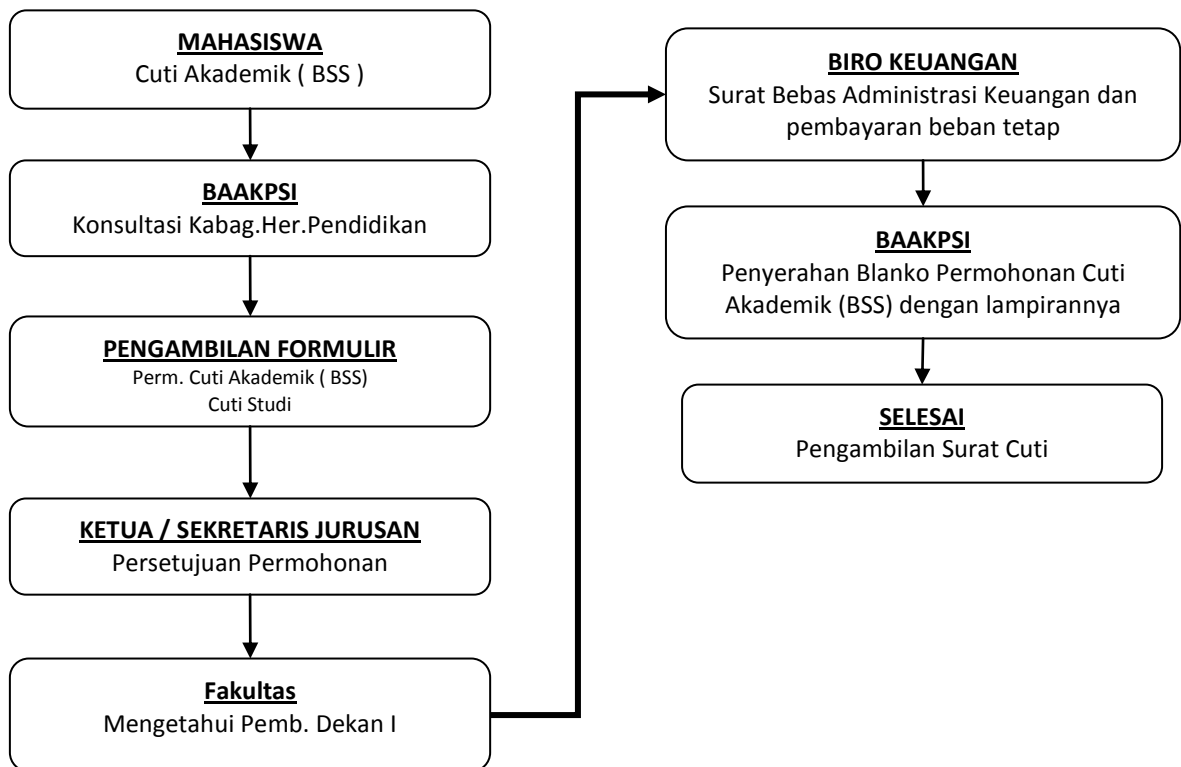 MAHASISWA
Cuti Akademik ( BSS )
BAAKPSI
Konsultasi Kabag.Her.Pendidikan
PENGAMBILAN FORMULIR
Perm. Cuti Akademik ( BSS)
Cuti Studi
KETUA / SEKRETARIS JURUSAN
Persetujuan Permohonan
Fakultas
Mengetahui Pemb. Dekan I
BIRO KEUANGAN
Surat Bebas Administrasi Keuangan dan
pembayaran beban tetap
BAAKPSI
Penyerahan Blanko Permohonan Cuti
Akademik (BSS) dengan lampirannya
SELESAI
Pengambilan Surat Cuti